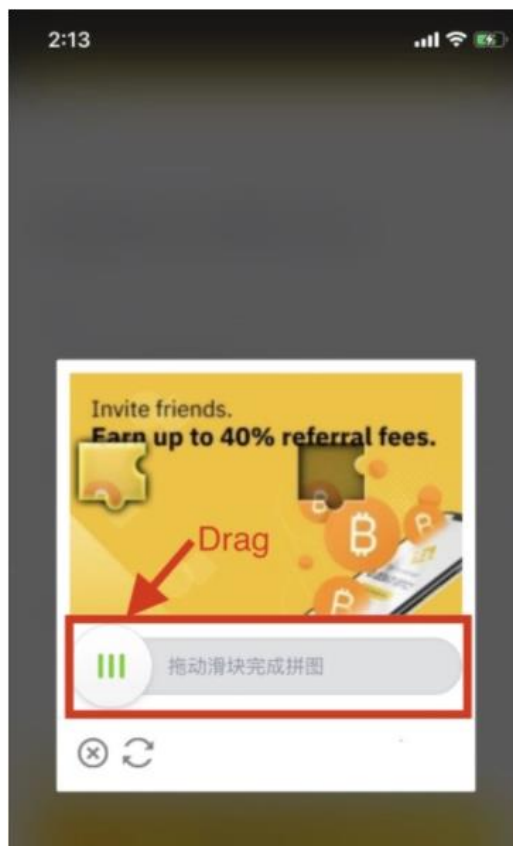 2:13
Invite friends.
Earn up to 40% referral fees.
Drag
拖动滑块完成拼图